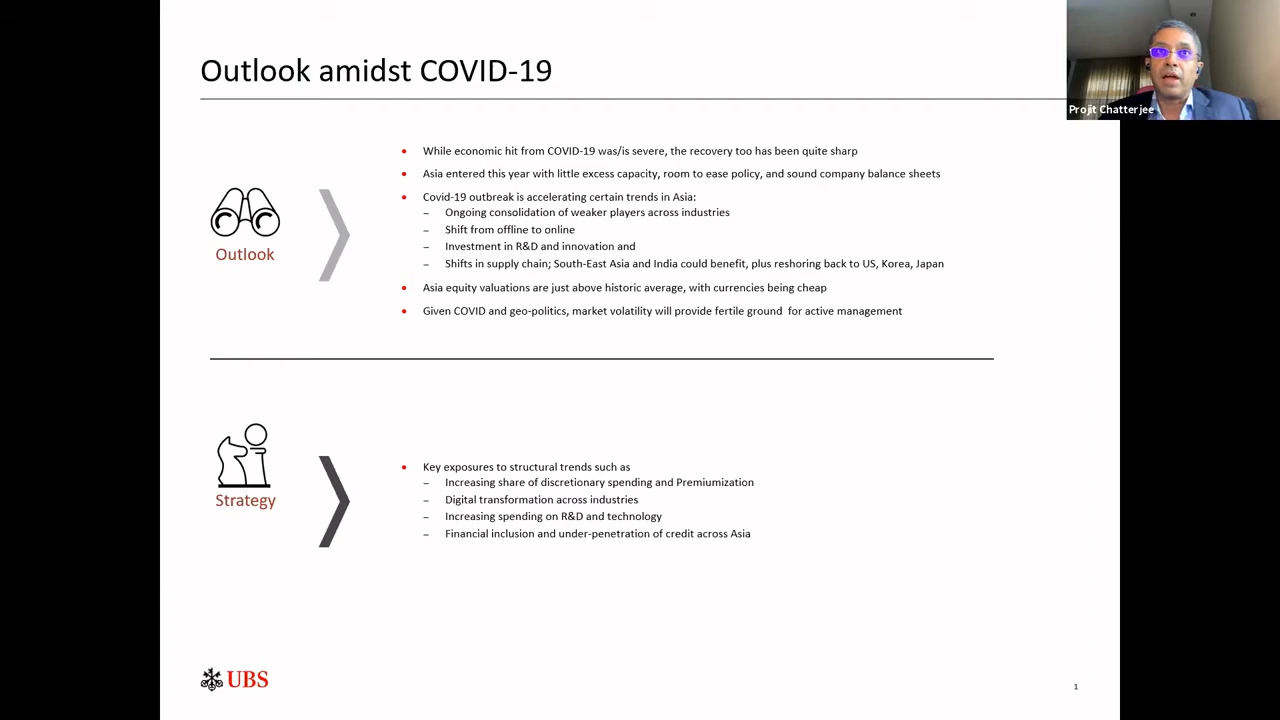 Outlook amidst COVID-19
Projit Chatterjee
• While economic hit from COVID-19 was/is severe, the recovery too has been quite sharp
• Asia entered this year with little excess capacity, room to ease policy, and sound company balance sheets
• Covid-19 outbreak is accelerating certain trends in Asia:
– Ongoing consolidation of weaker players across industries
– Shift from offline to online
– Investment in R&D and innovation and
– Shifts in supply chain; South-East Asia and India could benefit, plus reshoring back to US, Korea, Japan
• Asia equity valuations are just above historic average, with currencies being cheap
• Given COVID and geo-politics, market volatility will provide fertile ground  for active management
Outlook
• Key exposures to structural trends such as
– Increasing share of discretionary spending and Premiumization
– Digital transformation across industries
– Increasing spending on R&D and technology
– Financial inclusion and under-penetration of credit across Asia
Strategy
UBS
1